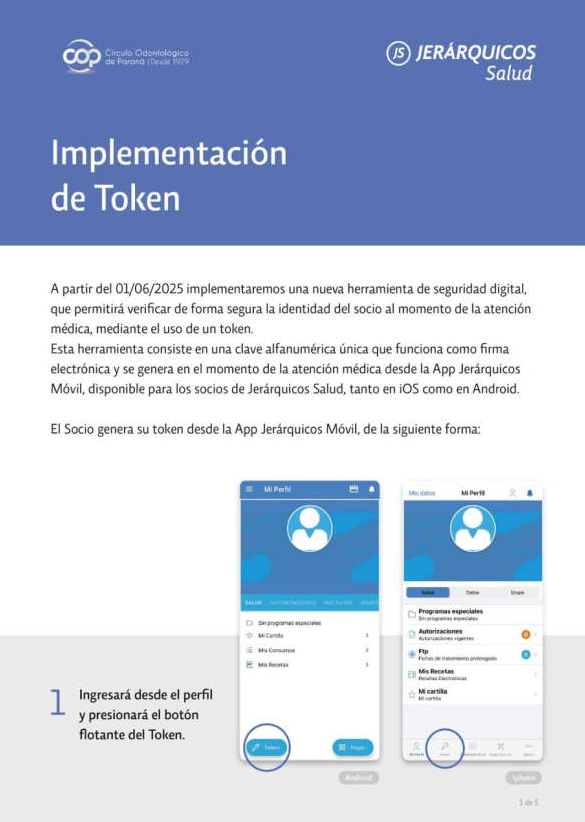 COP Círculo Odontológico
de Paraná | Desde 1929
JS JERÁRQUICOS
Salud
Implementación
de Token
A partir del 01/06/2025 implementaremos una nueva herramienta de seguridad digital,
que permitirá verificar de forma segura la identidad del socio al momento de la atención
médica, mediante el uso de un token.
Esta herramienta consiste en una clave alfanumérica única que funciona como firma
electrónica y se genera en el momento de la atención médica desde la App Jerárquicos
Móvil, disponible para los socios de Jerárquicos Salud, tanto en iOS como en Android.
El Socio genera su token desde la App Jerárquicos Móvil, de la siguiente forma:
Mi Perfil
SALUD AUTORIZACIONES MIS DATES
Sin programas especiales
Mi Cartilla
Mis Consumos
Mis Recetas
Token
Pagar
Android
Mis datos Mi Perfil
Salud Datos Grupo
Programas especiales
Sin programas especiales
Autorizaciones
Autorizaciones vigentes
Ftp
Fichas de tratamiento prolongado
Mis Recetas
Recetas Electrónicas
Mi cartilla
Mi cartilla
Mi Perfil Token
Iphone
1 Ingresará desde el perfil
y presionará el botón
flotante del Token.
1 de 5